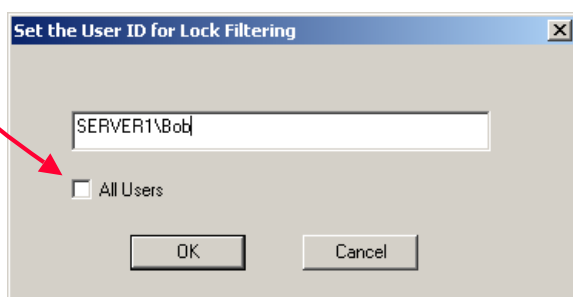 Set the User ID for Lock Filtering
SERVER1\Bob
All Users
OK Cancel